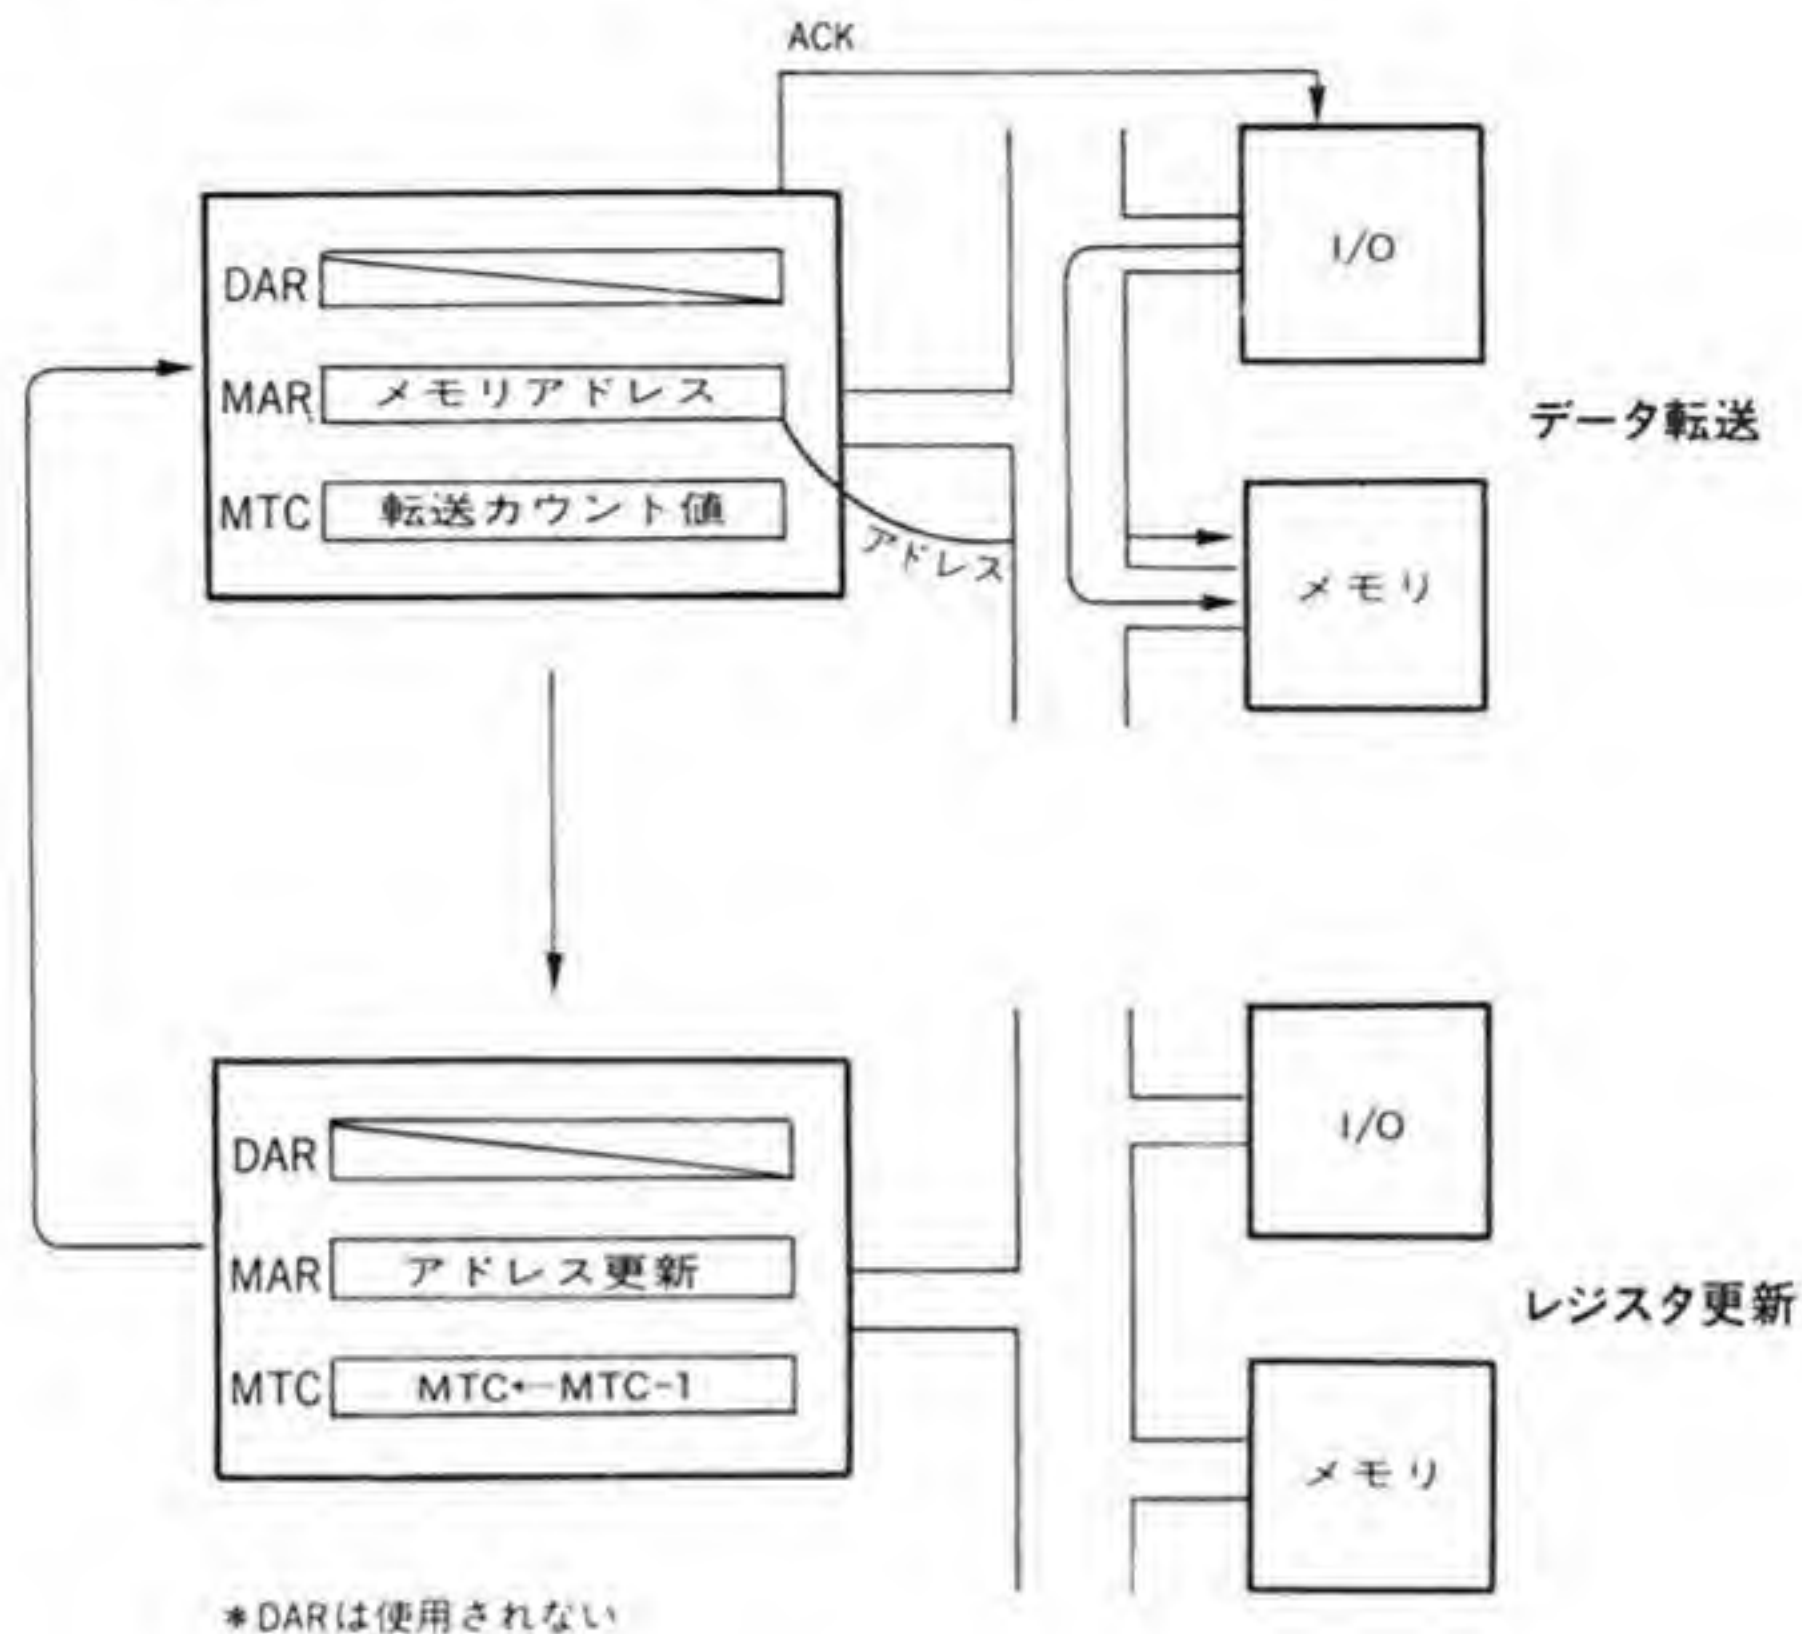 ACK
I/O
DAR
MAR メモリアドレス
MTC 転送カウント値
アドレス
データ転送
メモリ
I/O
DAR
MAR アドレス更新
MTC MTC←MTC-1
レジスタ更新
メモリ
*DARは使用されない